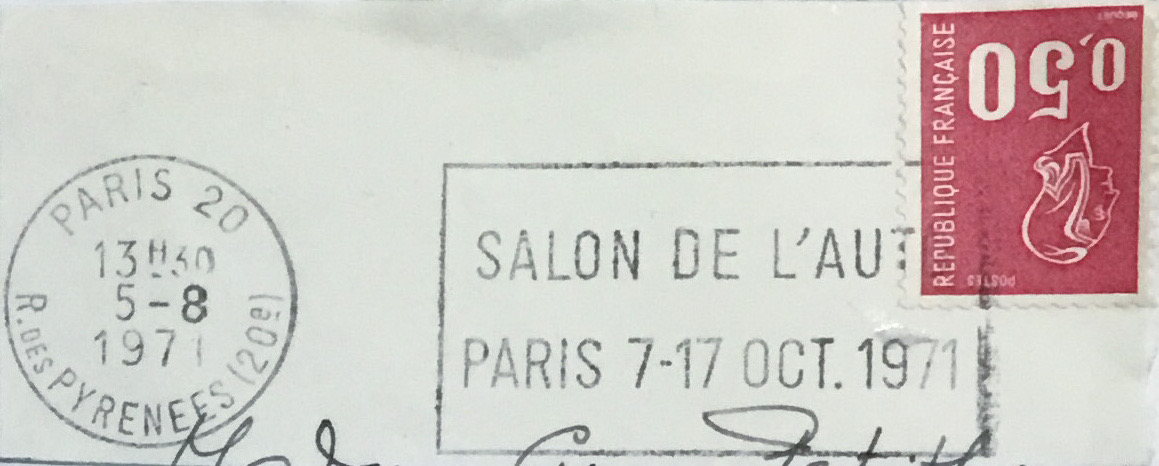 PARIS 20
13H30
5-8
1971
R. DES PYRENEES (20e)
SALON DE L'AUT
PARIS 7-17 OCT. 1971
REPUBLIQUE FRANÇAISE
0,50
POSTES
BEQUET